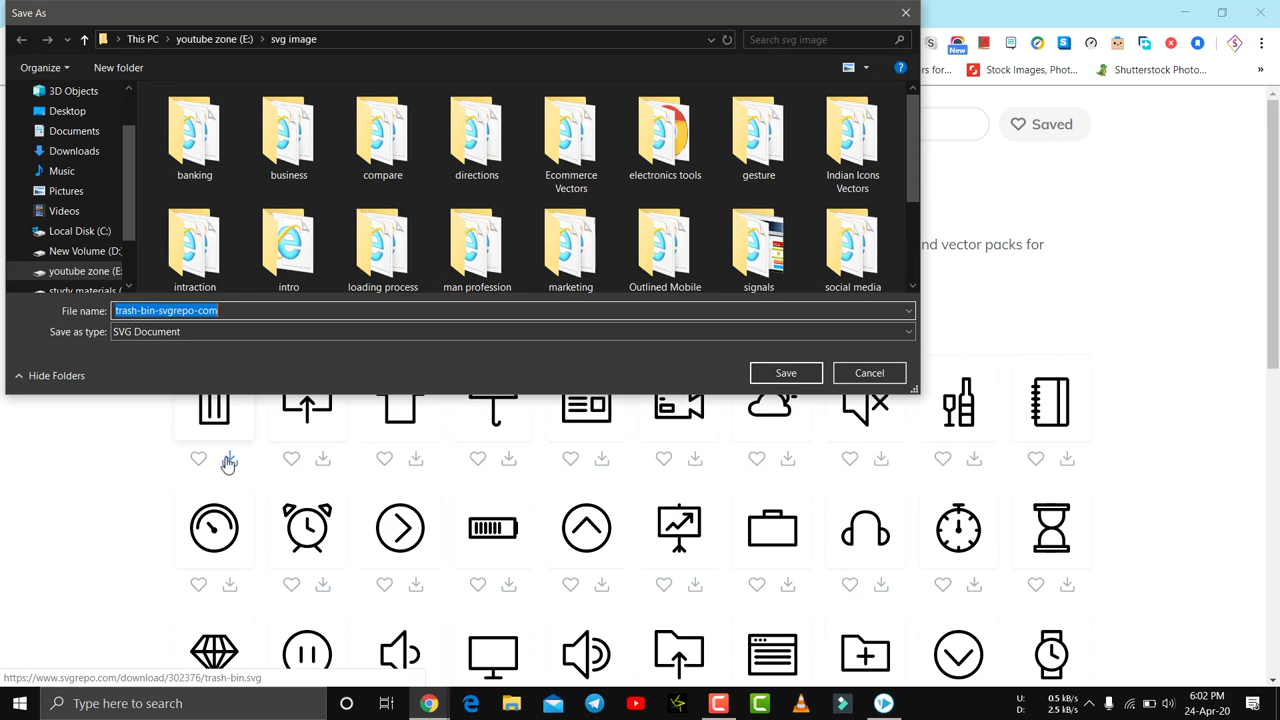 Save As
This PC
youtube zone (E:)
svg image
Search svg image
New
Organize
New folder
rs for...
Stock Images, Phot...
Shutterstock Photo...
»
3D Objects
Desktop
Documents
Downloads
Music
Pictures
Videos
Local Disk (C:)
New Volume (D:
youtube zone (E:
study materials (
banking
business
compare
directions
Ecommerce
Vectors
electronics tools
gesture
Indian Icons
Vectors
intraction
intro
loading process
man profession
marketing
Outlined Mobile
signals
social media
Saved
nd vector packs for
File name:
trash-bin-svgrepo-com
Save as type:
SVG Document
Hide Folders
Save
Cancel
https://www.svgrepo.com/download/302376/trash-bin.svg
Type here to search
U:
0.5 kB/s
D:
2.5 kB/s
6:02 PM
24-Apr-20